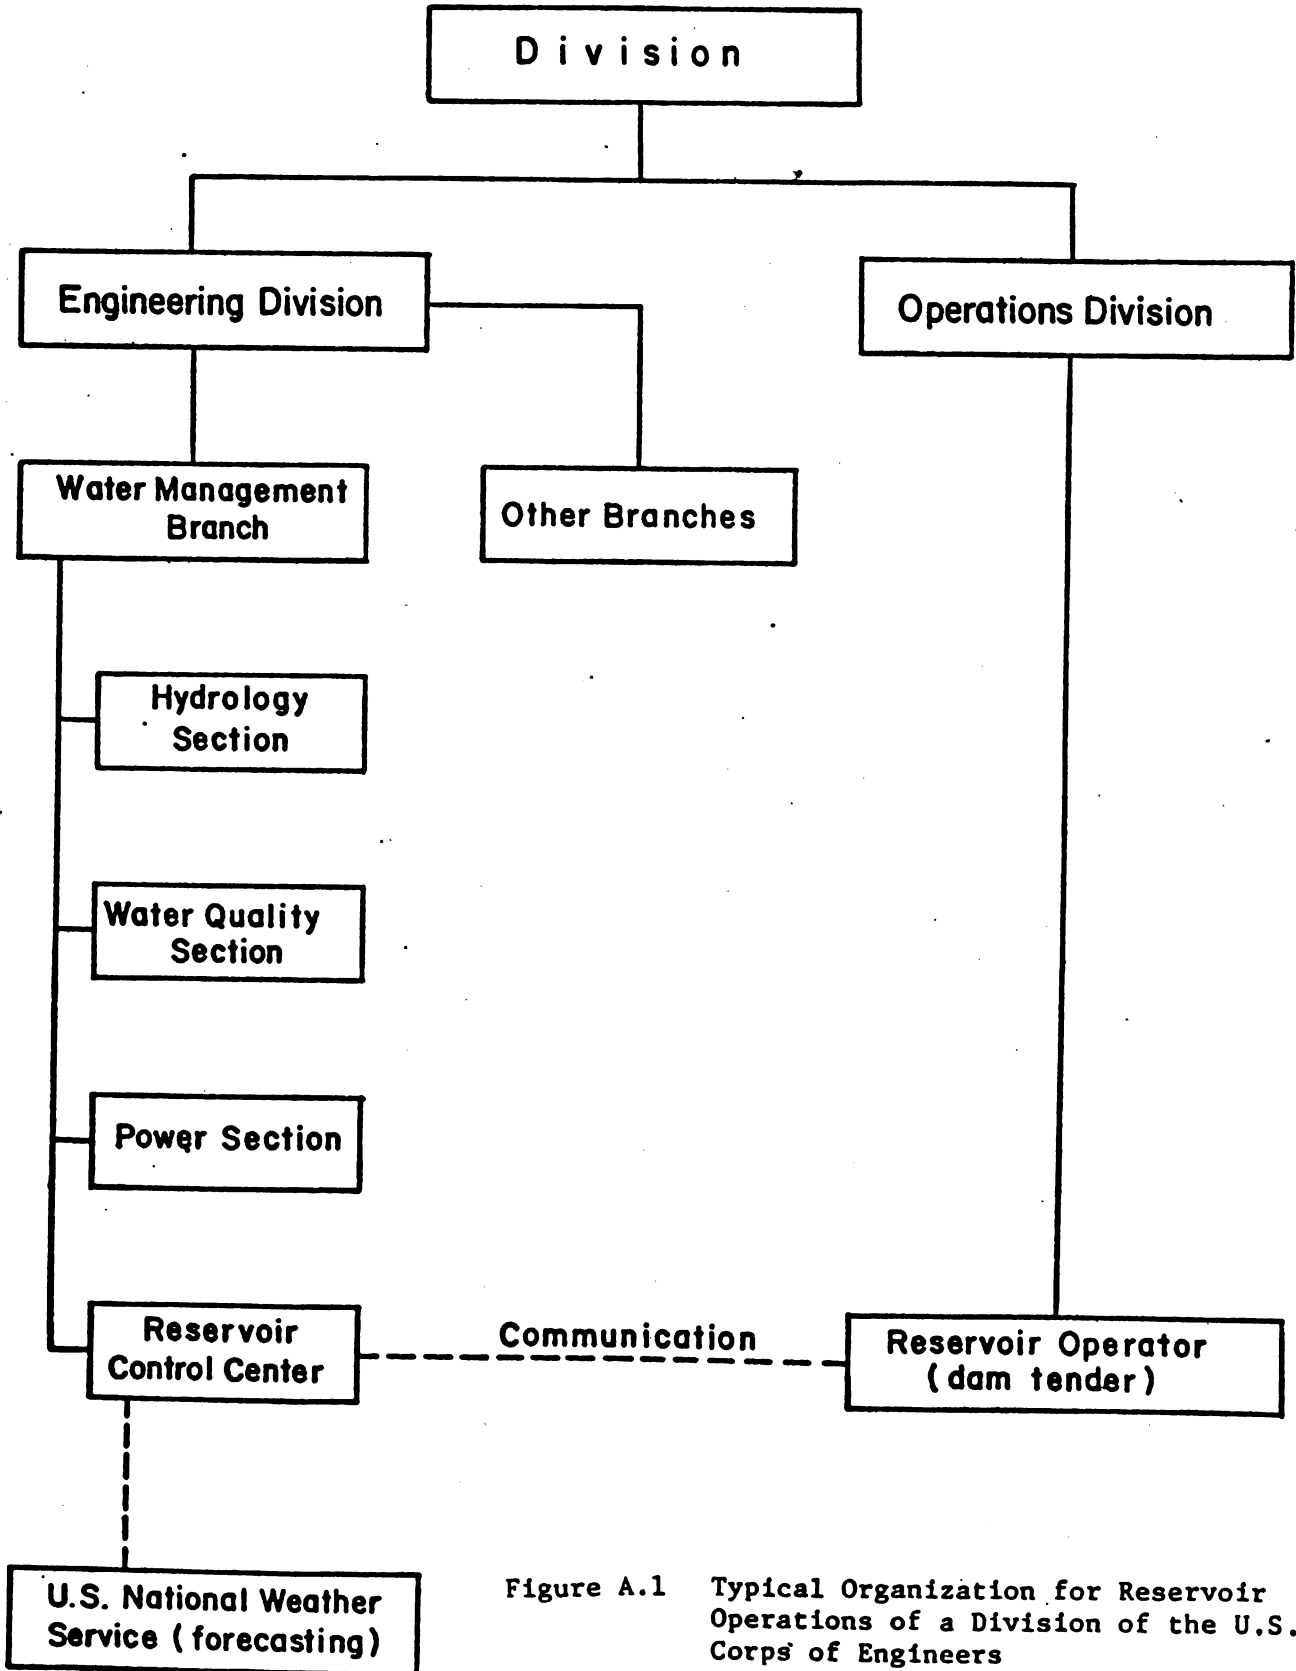 Division
Engineering Division
Operations Division
Water Management
Branch
Other Branches
Hydrology
Section
Water Quality
Section
Power Section
Reservoir
Control Center
Communication
Reservoir Operator
(dam tender)
U.S. National Weather
Service (forecasting)
Figure A.1 Typical Organization for Reservoir
Operations of a Division of the U.S.
Corps of Engineers